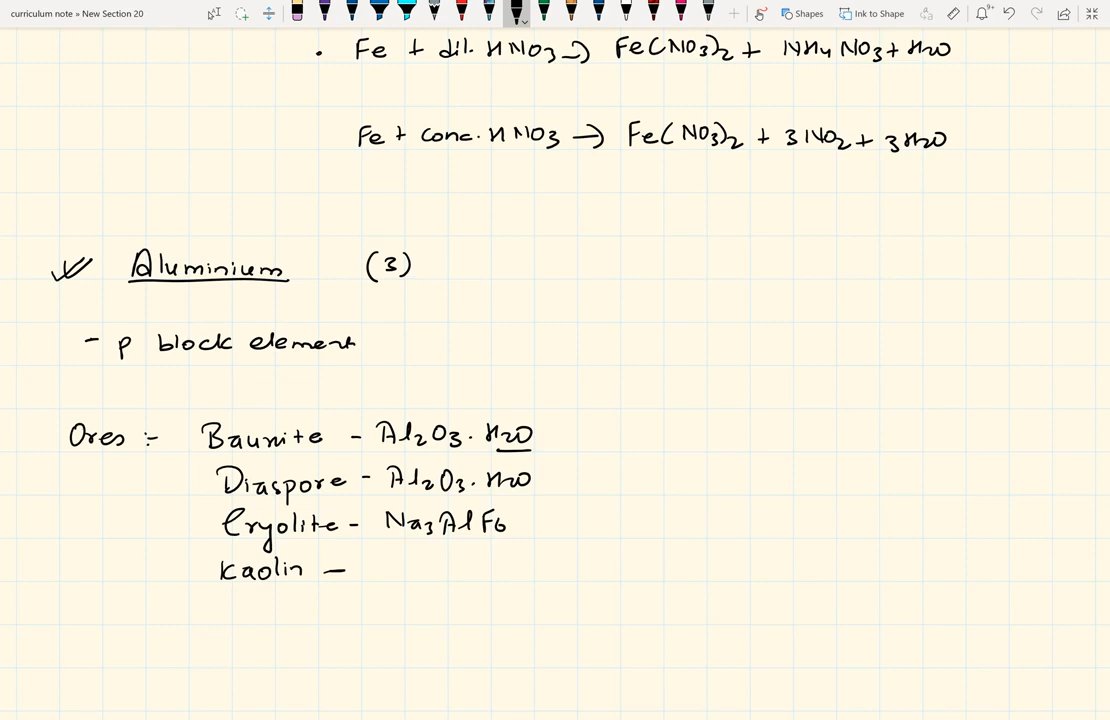 curriculum note » New Section 20
Shapes Ink to Shape 9+
. Fe + dil. HNO3 → Fe(NO3)2 + NH4NO3 + H2O
Fe + conc. HNO3 → Fe(NO3)2 + 3NO2 + 3H2O
Aluminium (3)
- p block element
Ores :- Bauxite - Al2O3.H2O
Diaspore - Al2O3.H2O
Cryolite - Na3AlF6
Kaolin -